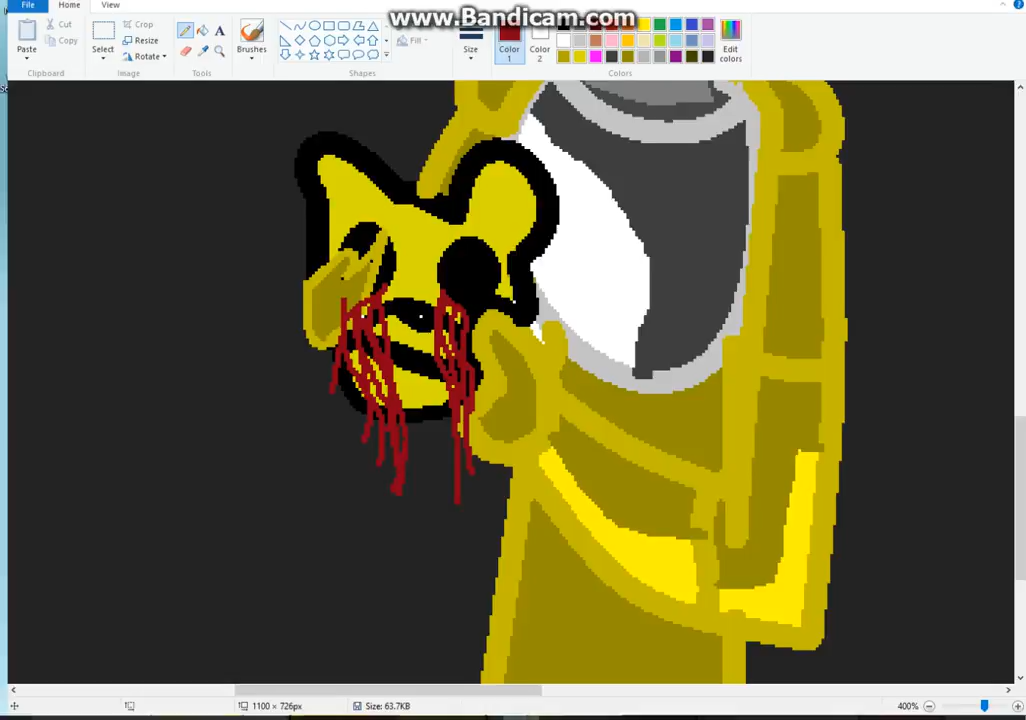 www.Bandicam.com
File
Home
View
Paste
Cut
Copy
Clipboard
Select
Crop
Resize
Rotate
Image
A
Tools
Brushes
Fill
Shapes
Size
Color
1
Color
2
Edit
colors
Colors
1100 × 726px
Size: 63.7KB
400%